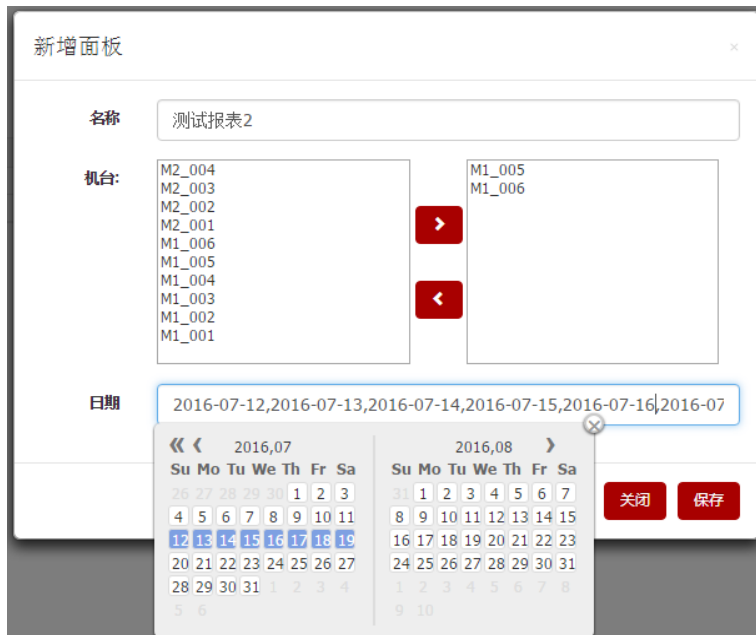 新增面板
×
名称
测试报表2
机台:
M2_004
M2_003
M2_002
M2_001
M1_006
M1_005
M1_004
M1_003
M1_002
M1_001
M1_005
M1_006
日期
2016-07-12,2016-07-13,2016-07-14,2016-07-15,2016-07-16,2016-07
2016,07
Su Mo Tu We Th Fr Sa
26 27 28 29 30 1 2 3
4 5 6 7 8 9 10 11
12 13 14 15 16 17 18 19
20 21 22 23 24 25 26 27
28 29 30 31 1 2 3 4
5 6
2016,08
Su Mo Tu We Th Fr Sa
31 1 2 3 4 5 6 7
8 9 10 11 12 13 14 15
16 17 18 19 20 21 22 23
24 25 26 27 28 29 30 31
1 2 3 4 5 6 7 8
9 10
关闭
保存